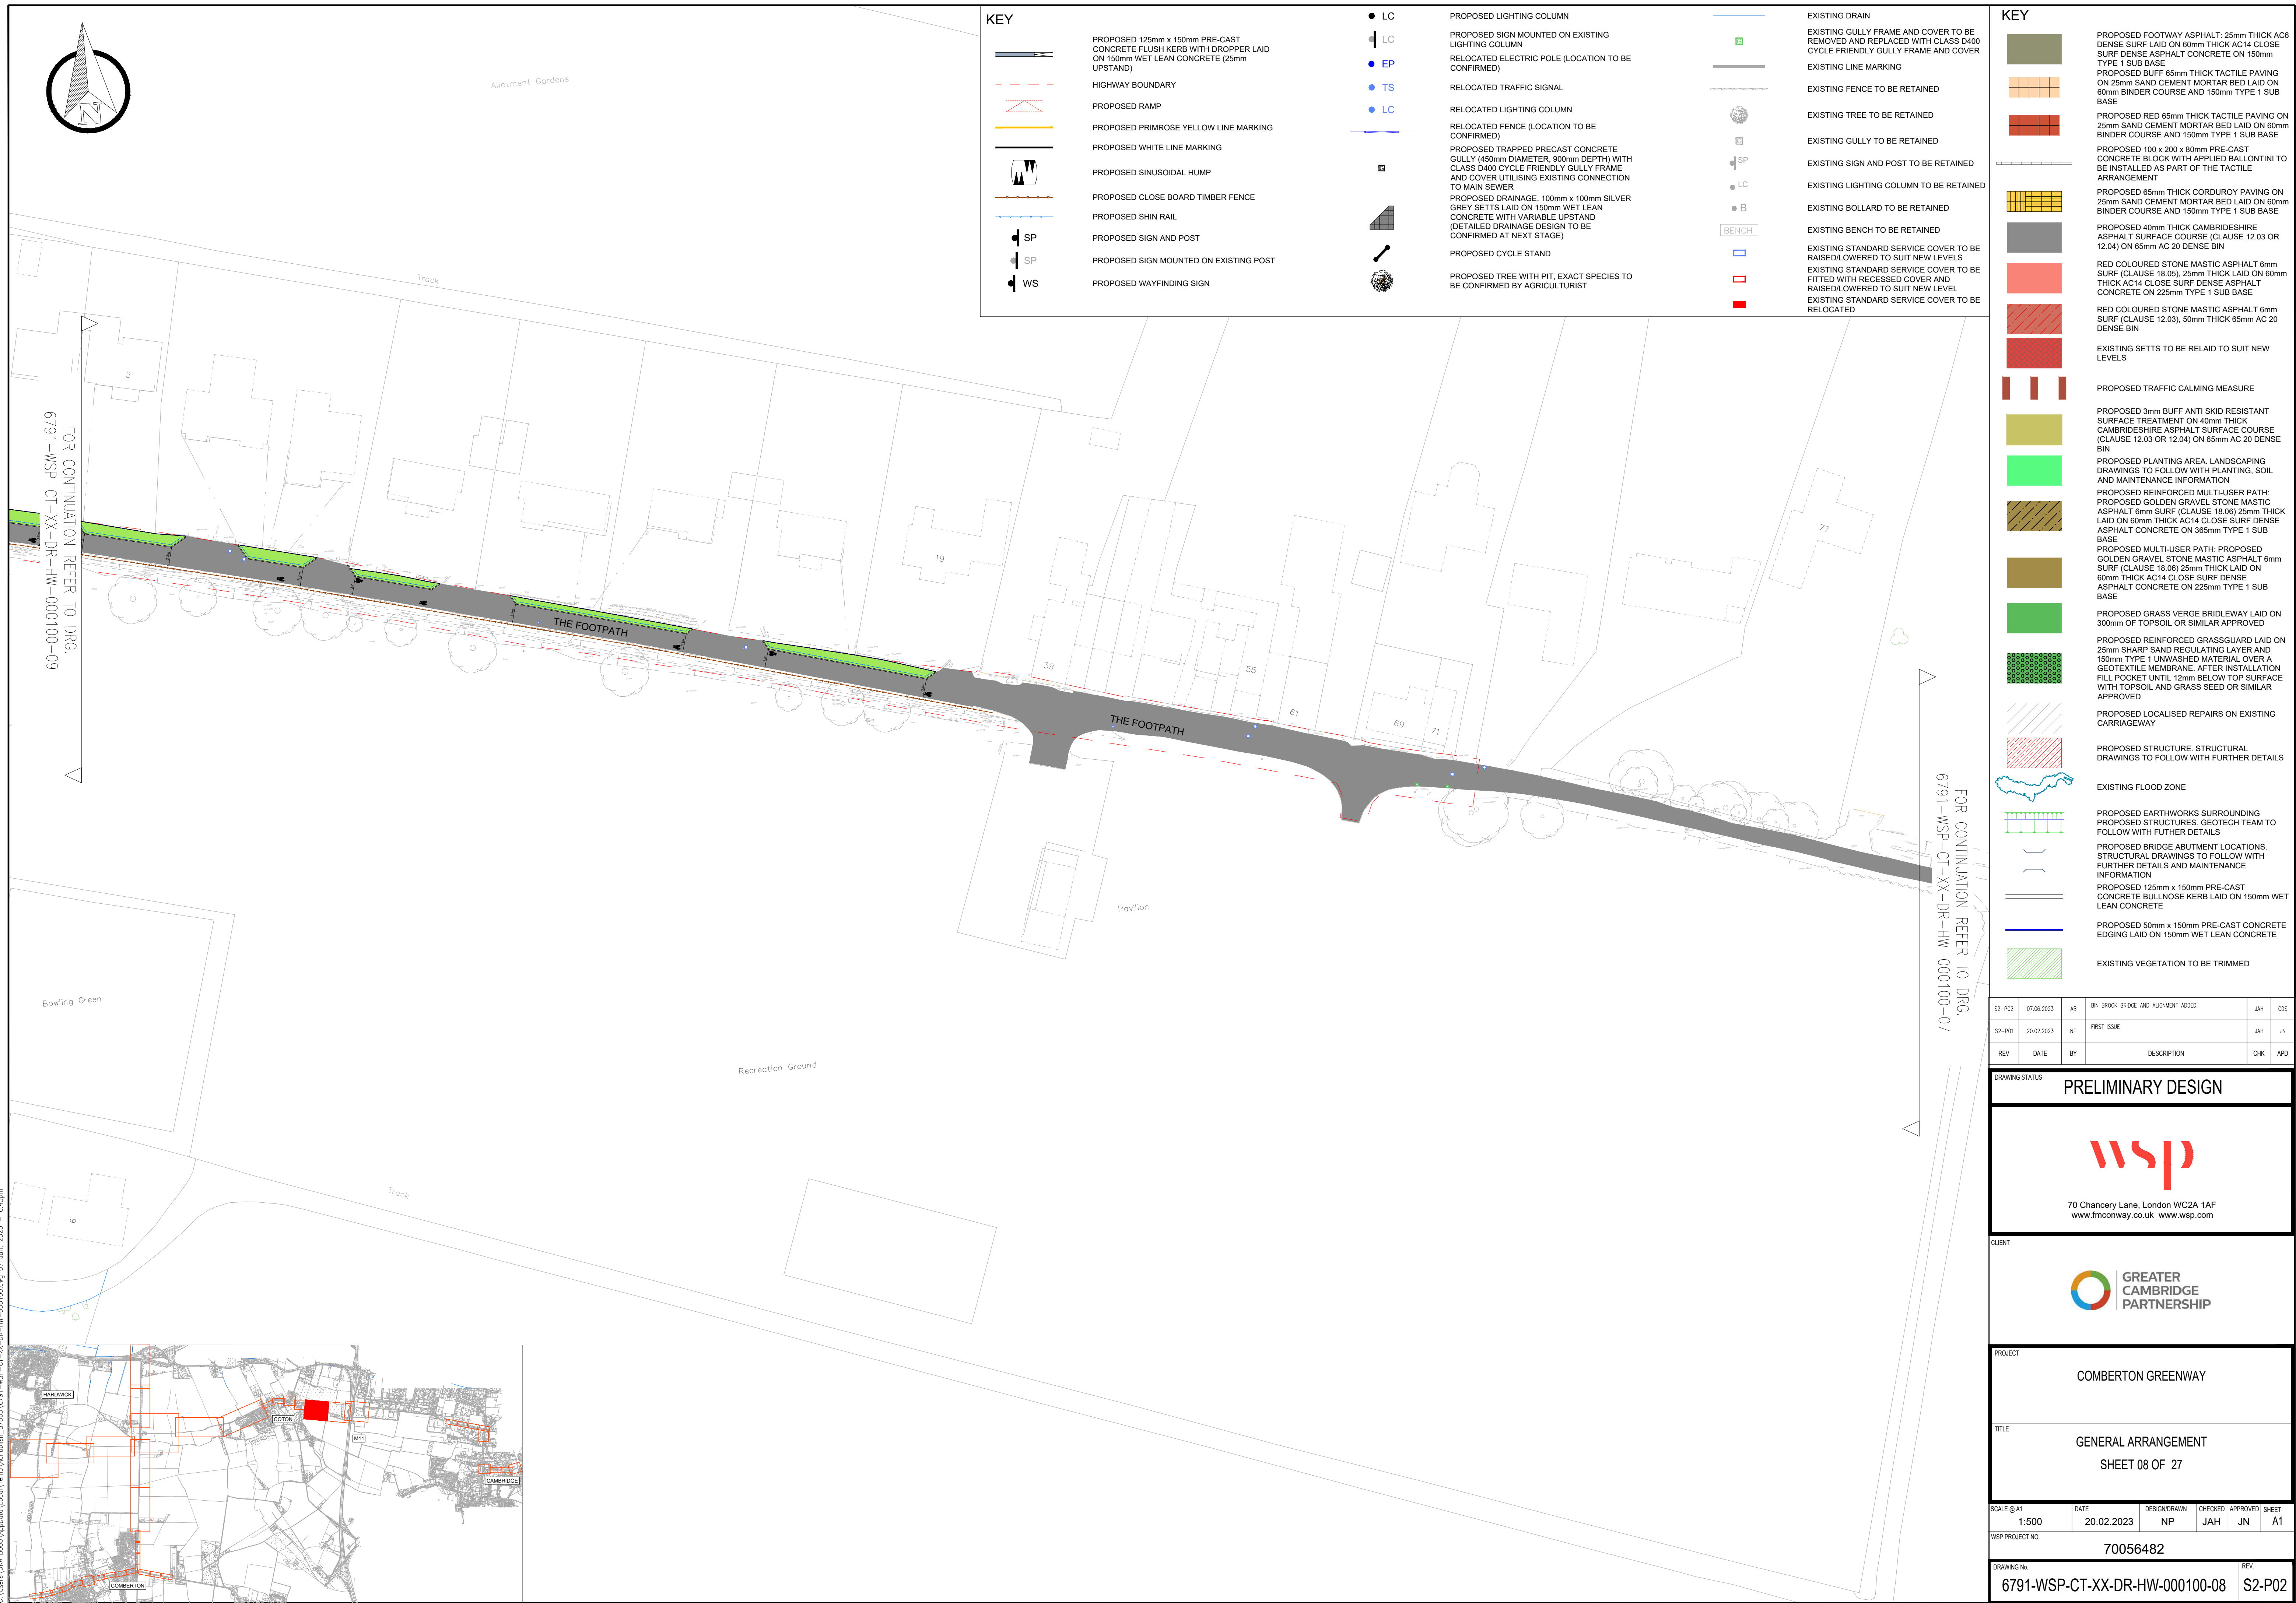 KEY
PROPOSED 125mm x 150mm PRE-CAST
CONCRETE FLUSH KERB WITH DROPPER LAID
ON 150mm WET LEAN CONCRETE (25mm
UPSTAND)
HIGHWAY BOUNDARY
PROPOSED RAMP
PROPOSED PRIMROSE YELLOW LINE MARKING
PROPOSED WHITE LINE MARKING
PROPOSED SINUSOIDAL HUMP
PROPOSED CLOSE BOARD TIMBER FENCE
PROPOSED SHIN RAIL
SP PROPOSED SIGN AND POST
SP PROPOSED SIGN MOUNTED ON EXISTING POST
WS PROPOSED WAYFINDING SIGN
LC PROPOSED LIGHTING COLUMN
LC PROPOSED SIGN MOUNTED ON EXISTING
LIGHTING COLUMN
EP RELOCATED ELECTRIC POLE (LOCATION TO BE
CONFIRMED)
TS RELOCATED TRAFFIC SIGNAL
LC RELOCATED LIGHTING COLUMN
RELOCATED FENCE (LOCATION TO BE
CONFIRMED)
PROPOSED TRAPPED PRECAST CONCRETE
GULLY (450mm DIAMETER, 900mm DEPTH) WITH
CLASS D400 CYCLE FRIENDLY GULLY FRAME
AND COVER UTILISING EXISTING CONNECTION
TO MAIN SEWER
PROPOSED DRAINAGE. 100mm x 100mm SILVER
GREY SETTS LAID ON 150mm WET LEAN
CONCRETE WITH VARIABLE UPSTAND
(DETAILED DRAINAGE DESIGN TO BE
CONFIRMED AT NEXT STAGE)
PROPOSED CYCLE STAND
PROPOSED TREE WITH PIT, EXACT SPECIES TO
BE CONFIRMED BY AGRICULTURIST
EXISTING DRAIN
EXISTING GULLY FRAME AND COVER TO BE
REMOVED AND REPLACED WITH CLASS D400
CYCLE FRIENDLY GULLY FRAME AND COVER
EXISTING LINE MARKING
EXISTING FENCE TO BE RETAINED
EXISTING TREE TO BE RETAINED
EXISTING GULLY TO BE RETAINED
SP EXISTING SIGN AND POST TO BE RETAINED
LC EXISTING LIGHTING COLUMN TO BE RETAINED
B EXISTING BOLLARD TO BE RETAINED
BENCH EXISTING BENCH TO BE RETAINED
EXISTING STANDARD SERVICE COVER TO BE
RAISED/LOWERED TO SUIT NEW LEVELS
EXISTING STANDARD SERVICE COVER TO BE
FITTED WITH RECESSED COVER AND
RAISED/LOWERED TO SUIT NEW LEVEL
EXISTING STANDARD SERVICE COVER TO BE
RELOCATED
KEY
PROPOSED FOOTWAY ASPHALT: 25mm THICK AC6
DENSE SURF LAID ON 60mm THICK AC14 CLOSE
SURF DENSE ASPHALT CONCRETE ON 150mm
TYPE 1 SUB BASE
PROPOSED BUFF 65mm THICK TACTILE PAVING
ON 25mm SAND CEMENT MORTAR BED LAID ON
60mm BINDER COURSE AND 150mm TYPE 1 SUB
BASE
PROPOSED RED 65mm THICK TACTILE PAVING ON
25mm SAND CEMENT MORTAR BED LAID ON 60mm
BINDER COURSE AND 150mm TYPE 1 SUB BASE
PROPOSED 100 x 200 x 80mm PRE-CAST
CONCRETE BLOCK WITH APPLIED BALLONTINI TO
BE INSTALLED AS PART OF THE TACTILE
ARRANGEMENT
PROPOSED 65mm THICK CORDUROY PAVING ON
25mm SAND CEMENT MORTAR BED LAID ON 60mm
BINDER COURSE AND 150mm TYPE 1 SUB BASE
PROPOSED 40mm THICK CAMBRIDESHIRE
ASPHALT SURFACE COURSE (CLAUSE 12.03 OR
12.04) ON 65mm AC 20 DENSE BIN
RED COLOURED STONE MASTIC ASPHALT 6mm
SURF (CLAUSE 18.05), 25mm THICK LAID ON 60mm
THICK AC14 CLOSE SURF DENSE ASPHALT
CONCRETE ON 225mm TYPE 1 SUB BASE
RED COLOURED STONE MASTIC ASPHALT 6mm
SURF (CLAUSE 12.03), 50mm THICK 65mm AC 20
DENSE BIN
EXISTING SETTS TO BE RELAID TO SUIT NEW
LEVELS
PROPOSED TRAFFIC CALMING MEASURE
PROPOSED 3mm BUFF ANTI SKID RESISTANT
SURFACE TREATMENT ON 40mm THICK
CAMBRIDESHIRE ASPHALT SURFACE COURSE
(CLAUSE 12.03 OR 12.04) ON 65mm AC 20 DENSE
BIN
PROPOSED PLANTING AREA. LANDSCAPING
DRAWINGS TO FOLLOW WITH PLANTING, SOIL
AND MAINTENANCE INFORMATION
PROPOSED REINFORCED MULTI-USER PATH:
PROPOSED GOLDEN GRAVEL STONE MASTIC
ASPHALT 6mm SURF (CLAUSE 18.06) 25mm THICK
LAID ON 60mm THICK AC14 CLOSE SURF DENSE
ASPHALT CONCRETE ON 365mm TYPE 1 SUB
BASE
PROPOSED MULTI-USER PATH: PROPOSED
GOLDEN GRAVEL STONE MASTIC ASPHALT 6mm
SURF (CLAUSE 18.06) 25mm THICK LAID ON
60mm THICK AC14 CLOSE SURF DENSE
ASPHALT CONCRETE ON 225mm TYPE 1 SUB
BASE
PROPOSED GRASS VERGE BRIDLEWAY LAID ON
300mm OF TOPSOIL OR SIMILAR APPROVED
PROPOSED REINFORCED GRASSGUARD LAID ON
25mm SHARP SAND REGULATING LAYER AND
150mm TYPE 1 UNWASHED MATERIAL OVER A
GEOTEXTILE MEMBRANE. AFTER INSTALLATION
FILL POCKET UNTIL 12mm BELOW TOP SURFACE
WITH TOPSOIL AND GRASS SEED OR SIMILAR
APPROVED
PROPOSED LOCALISED REPAIRS ON EXISTING
CARRIAGEWAY
PROPOSED STRUCTURE. STRUCTURAL
DRAWINGS TO FOLLOW WITH FURTHER DETAILS
EXISTING FLOOD ZONE
PROPOSED EARTHWORKS SURROUNDING
PROPOSED STRUCTURES. GEOTECH TEAM TO
FOLLOW WITH FUTHER DETAILS
PROPOSED BRIDGE ABUTMENT LOCATIONS.
STRUCTURAL DRAWINGS TO FOLLOW WITH
FURTHER DETAILS AND MAINTENANCE
INFORMATION
PROPOSED 125mm x 150mm PRE-CAST
CONCRETE BULLNOSE KERB LAID ON 150mm WET
LEAN CONCRETE
PROPOSED 50mm x 150mm PRE-CAST CONCRETE
EDGING LAID ON 150mm WET LEAN CONCRETE
EXISTING VEGETATION TO BE TRIMMED
N
Allotment Gardens
Track
5
19
39
55
61
69
71
77
THE FOOTPATH
THE FOOTPATH
FOR CONTINUATION REFER TO DRG.
6791-WSP-CT-XX-DR-HW-000100-09
FOR CONTINUATION REFER TO DRG.
6791-WSP-CT-XX-DR-HW-000100-07
Pavilion
Bowling Green
Recreation Ground
Track
HARDWICK
COTON
M11
CAMBRIDGE
COMBERTON
S2-P02 07.06.2023 AB BIN BROOK BRIDGE AND ALIGNMENT ADDED JAH CDS
S2-P01 20.02.2023 NP FIRST ISSUE JAH JN
REV DATE BY DESCRIPTION CHK APD
DRAWING STATUS
PRELIMINARY DESIGN
wsp
70 Chancery Lane, London WC2A 1AF
www.fmconway.co.uk www.wsp.com
CLIENT
GREATER
CAMBRIDGE
PARTNERSHIP
PROJECT
COMBERTON GREENWAY
TITLE
GENERAL ARRANGEMENT
SHEET 08 OF 27
SCALE @ A1 DATE DESIGN/DRAWN CHECKED APPROVED SHEET
1:500 20.02.2023 NP JAH JN A1
WSP PROJECT NO.
70056482
DRAWING No. REV.
6791-WSP-CT-XX-DR-HW-000100-08 S2-P02